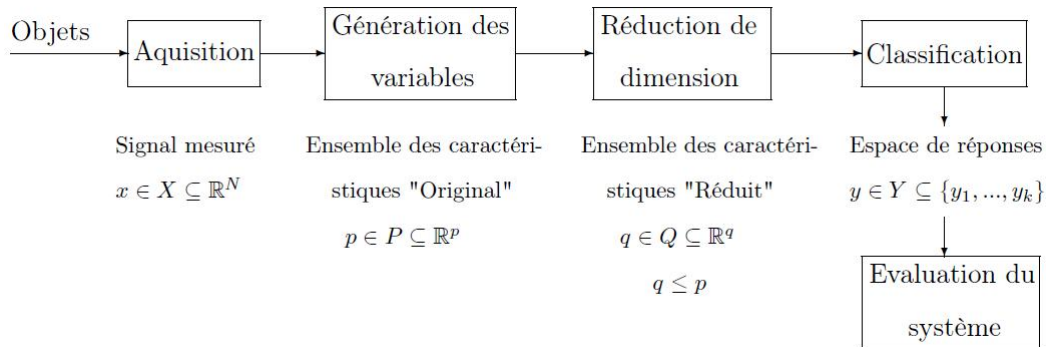 Objets
Aquisition
Génération des
variables
Réduction de
dimension
Classification
Signal mesuré
x ∈ X ⊆ ℝ^N
Ensemble des caractéri-
stiques "Original"
p ∈ P ⊆ ℝ^p
Ensemble des caractéri-
stiques "Réduit"
q ∈ Q ⊆ ℝ^q
q ≤ p
Espace de réponses
y ∈ Y ⊆ {y_1, ..., y_k}
Evaluation du
système